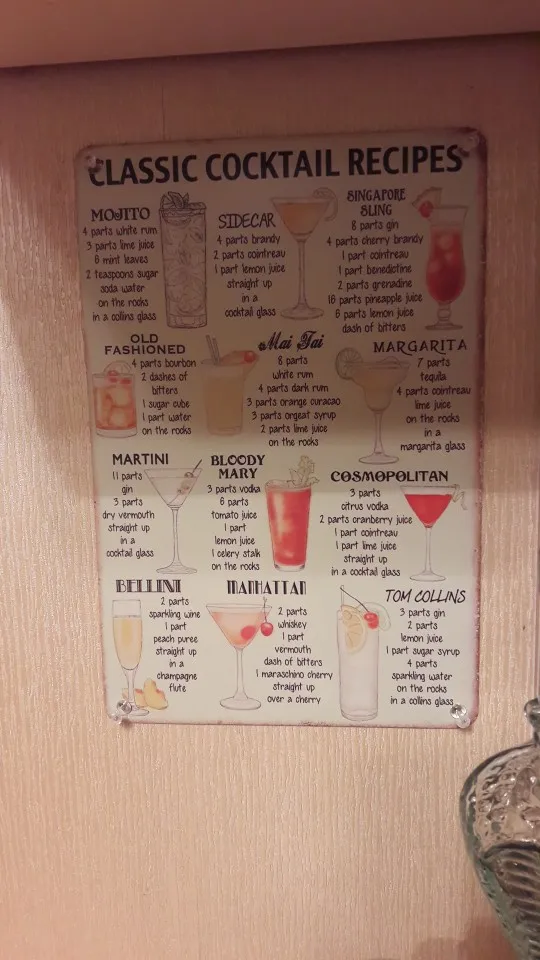 CLASSIC COCKTAIL RECIPES
MOJITO
4 parts white rum
3 parts lime juice
6 mint leaves
2 teaspoons sugar
soda water
on the rocks
in a collins glass
SIDECAR
4 parts brandy
2 parts cointreau
1 part lemon juice
straight up
in a
cocktail glass
SINGAPORE
SLING
8 parts gin
4 parts cherry brandy
1 part cointreau
1 part benedictine
2 parts grenadine
16 parts pineapple juice
6 parts lemon juice
dash of bitters
OLD
FASHIONED
4 parts bourbon
2 dashes of
bitters
1 sugar cube
1 part water
on the rocks
Mai Tai
8 parts
white rum
4 parts dark rum
3 parts orange curacao
3 parts orgeat syrup
2 parts lime juice
on the rocks
MARGARITA
7 parts
tequila
4 parts cointreau
lime juice
on the rocks
in a
margarita glass
MARTINI
11 parts
gin
3 parts
dry vermouth
straight up
in a
cocktail glass
BLOODY
MARY
3 parts vodka
6 parts
tomato juice
1 part
lemon juice
1 celery stalk
on the rocks
COSMOPOLITAN
3 parts
citrus vodka
2 parts cranberry juice
1 part cointreau
1 part lime juice
straight up
in a cocktail glass
BELLINI
2 parts
sparkling wine
1 part
peach puree
straight up
in a
champagne
flute
MANHATTAN
2 parts
whiskey
1 part
vermouth
dash of bitters
1 maraschino cherry
straight up
over a cherry
TOM COLLINS
3 parts gin
2 parts
lemon juice
1 part sugar syrup
4 parts
sparkling water
on the rocks
in a collins glass